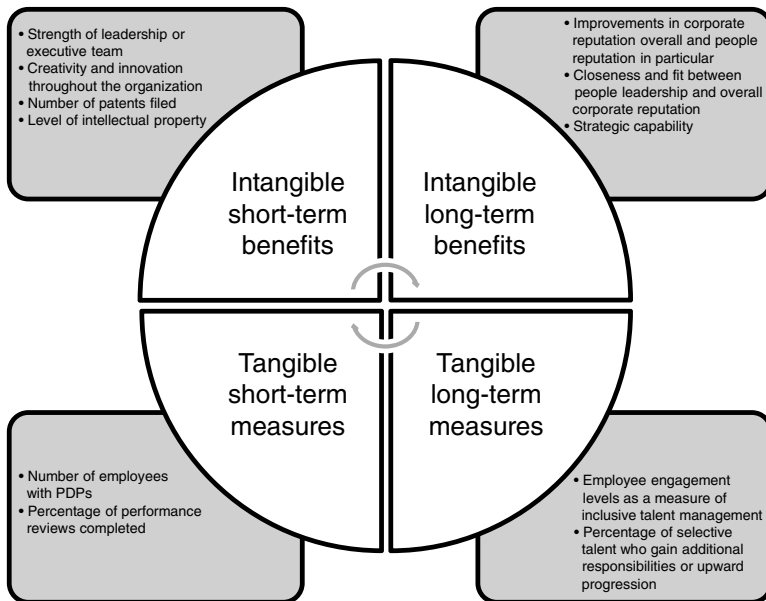 • Strength of leadership or
executive team
• Creativity and innovation
throughout the organization
• Number of patents filed
• Level of intellectual property
• Improvements in corporate
reputation overall and people
reputation in particular
• Closeness and fit between
people leadership and overall
corporate reputation
• Strategic capability
Intangible
short-term
benefits
Intangible
long-term
benefits
Tangible
short-term
measures
Tangible
long-term
measures
• Number of employees
with PDPs
• Percentage of performance
reviews completed
• Employee engagement
levels as a measure of
inclusive talent management
• Percentage of selective
talent who gain additional
responsibilities or upward
progression